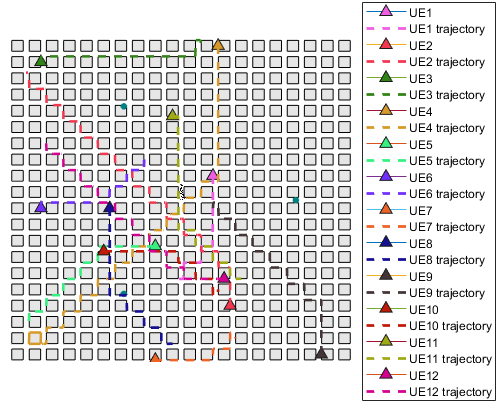 UE1
UE1 trajectory
UE2
UE2 trajectory
UE3
UE3 trajectory
UE4
UE4 trajectory
UE5
UE5 trajectory
UE6
UE6 trajectory
UE7
UE7 trajectory
UE8
UE8 trajectory
UE9
UE9 trajectory
UE10
UE10 trajectory
UE11
UE11 trajectory
UE12
UE12 trajectory